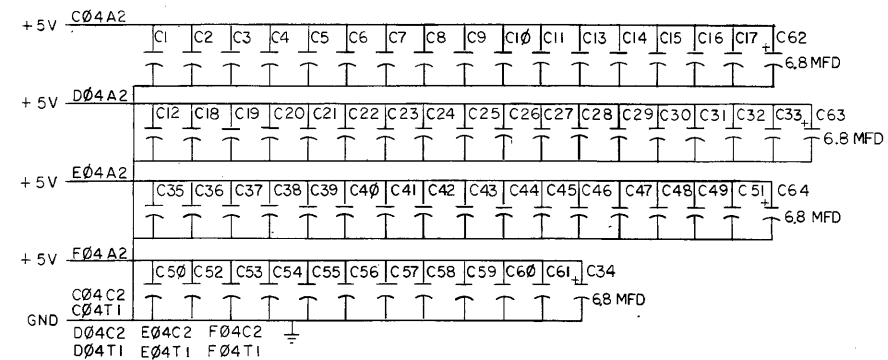 +5V CØ4A2
C1 C2 C3 C4 C5 C6 C7 C8 C9 C1Ø C11 C13 C14 C15 C16 C17 + C62
6.8 MFD
+5V DØ4A2
C12 C18 C19 C20 C21 C22 C23 C24 C25 C26 C27 C28 C29 C30 C31 C32 C33 + C63
6.8 MFD
+5V EØ4A2
C35 C36 C37 C38 C39 C4Ø C41 C42 C43 C44 C45 C46 C47 C48 C49 C51 + C64
6.8 MFD
+5V FØ4A2
C5Ø C52 C53 C54 C55 C56 C57 C58 C59 C6Ø C61 + C34
6.8 MFD
CØ4C2
GND CØ4T1
DØ4C2 EØ4C2 FØ4C2
DØ4T1 EØ4T1 FØ4T1